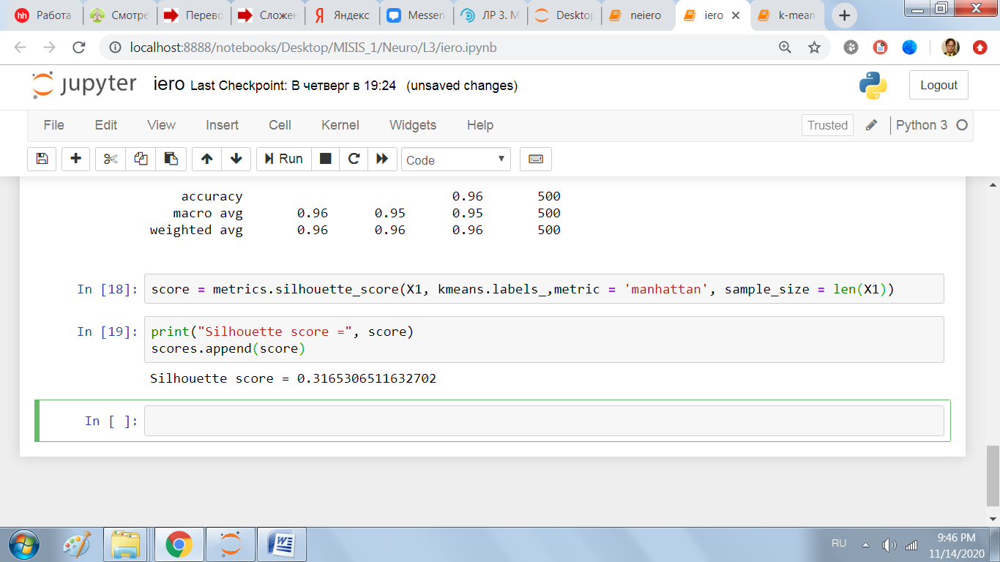 hh Работа
Смотре
Перево
Сложен
Я Яндекс
Messen
ЛР 3. М
Desktop
neiero
iero
k-mean
localhost:8888/notebooks/Desktop/MISIS_1/Neuro/L3/iero.ipynb
jupyter iero Last Checkpoint: В четверг в 19:24 (unsaved changes)
Logout
File Edit View Insert Cell Kernel Widgets Help
Trusted
Python 3
Run
Code
accuracy 0.96 500
macro avg 0.96 0.95 0.95 500
weighted avg 0.96 0.96 0.96 500
In [18]: score = metrics.silhouette_score(X1, kmeans.labels_,metric = 'manhattan', sample_size = len(X1))
In [19]: print("Silhouette score =", score)
scores.append(score)
Silhouette score = 0.3165306511632702
In [ ]:
RU
9:46 PM
11/14/2020